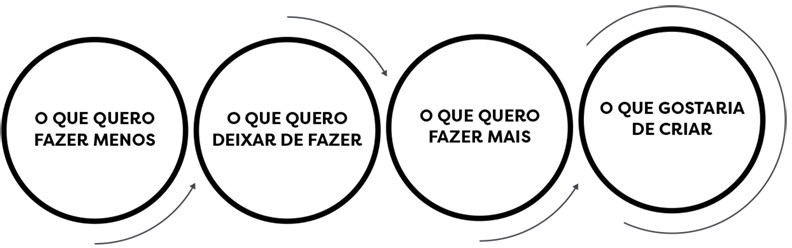 O QUE QUERO
FAZER MENOS
O QUE QUERO
DEIXAR DE FAZER
O QUE QUERO
FAZER MAIS
O QUE GOSTARIA
DE CRIAR